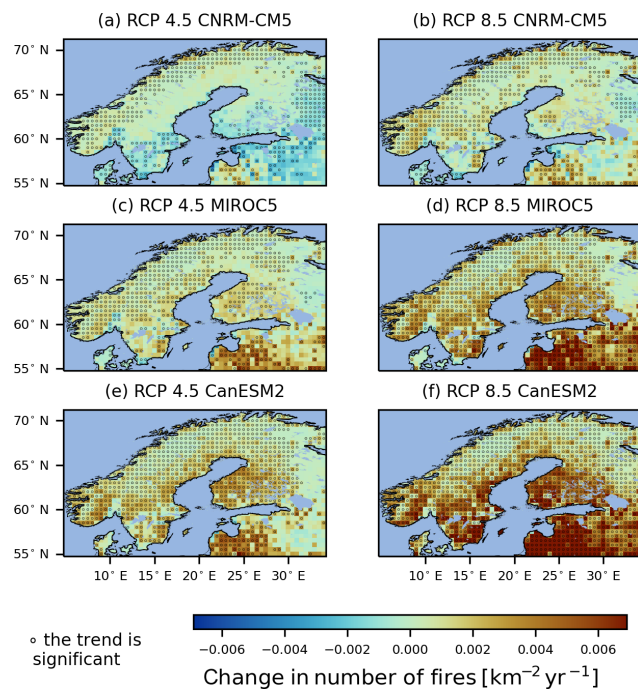 (a) RCP 4.5 CNRM-CM5
(b) RCP 8.5 CNRM-CM5
70° N
65° N
60° N
55° N
(c) RCP 4.5 MIROC5
(d) RCP 8.5 MIROC5
70° N
65° N
60° N
55° N
(e) RCP 4.5 CanESM2
(f) RCP 8.5 CanESM2
70° N
65° N
60° N
55° N
10° E 15° E 20° E 25° E 30° E
10° E 15° E 20° E 25° E 30° E
the trend is
significant
−0.006 −0.004 −0.002 0.000 0.002 0.004 0.006
Change in number of fires [km⁻² yr⁻¹]